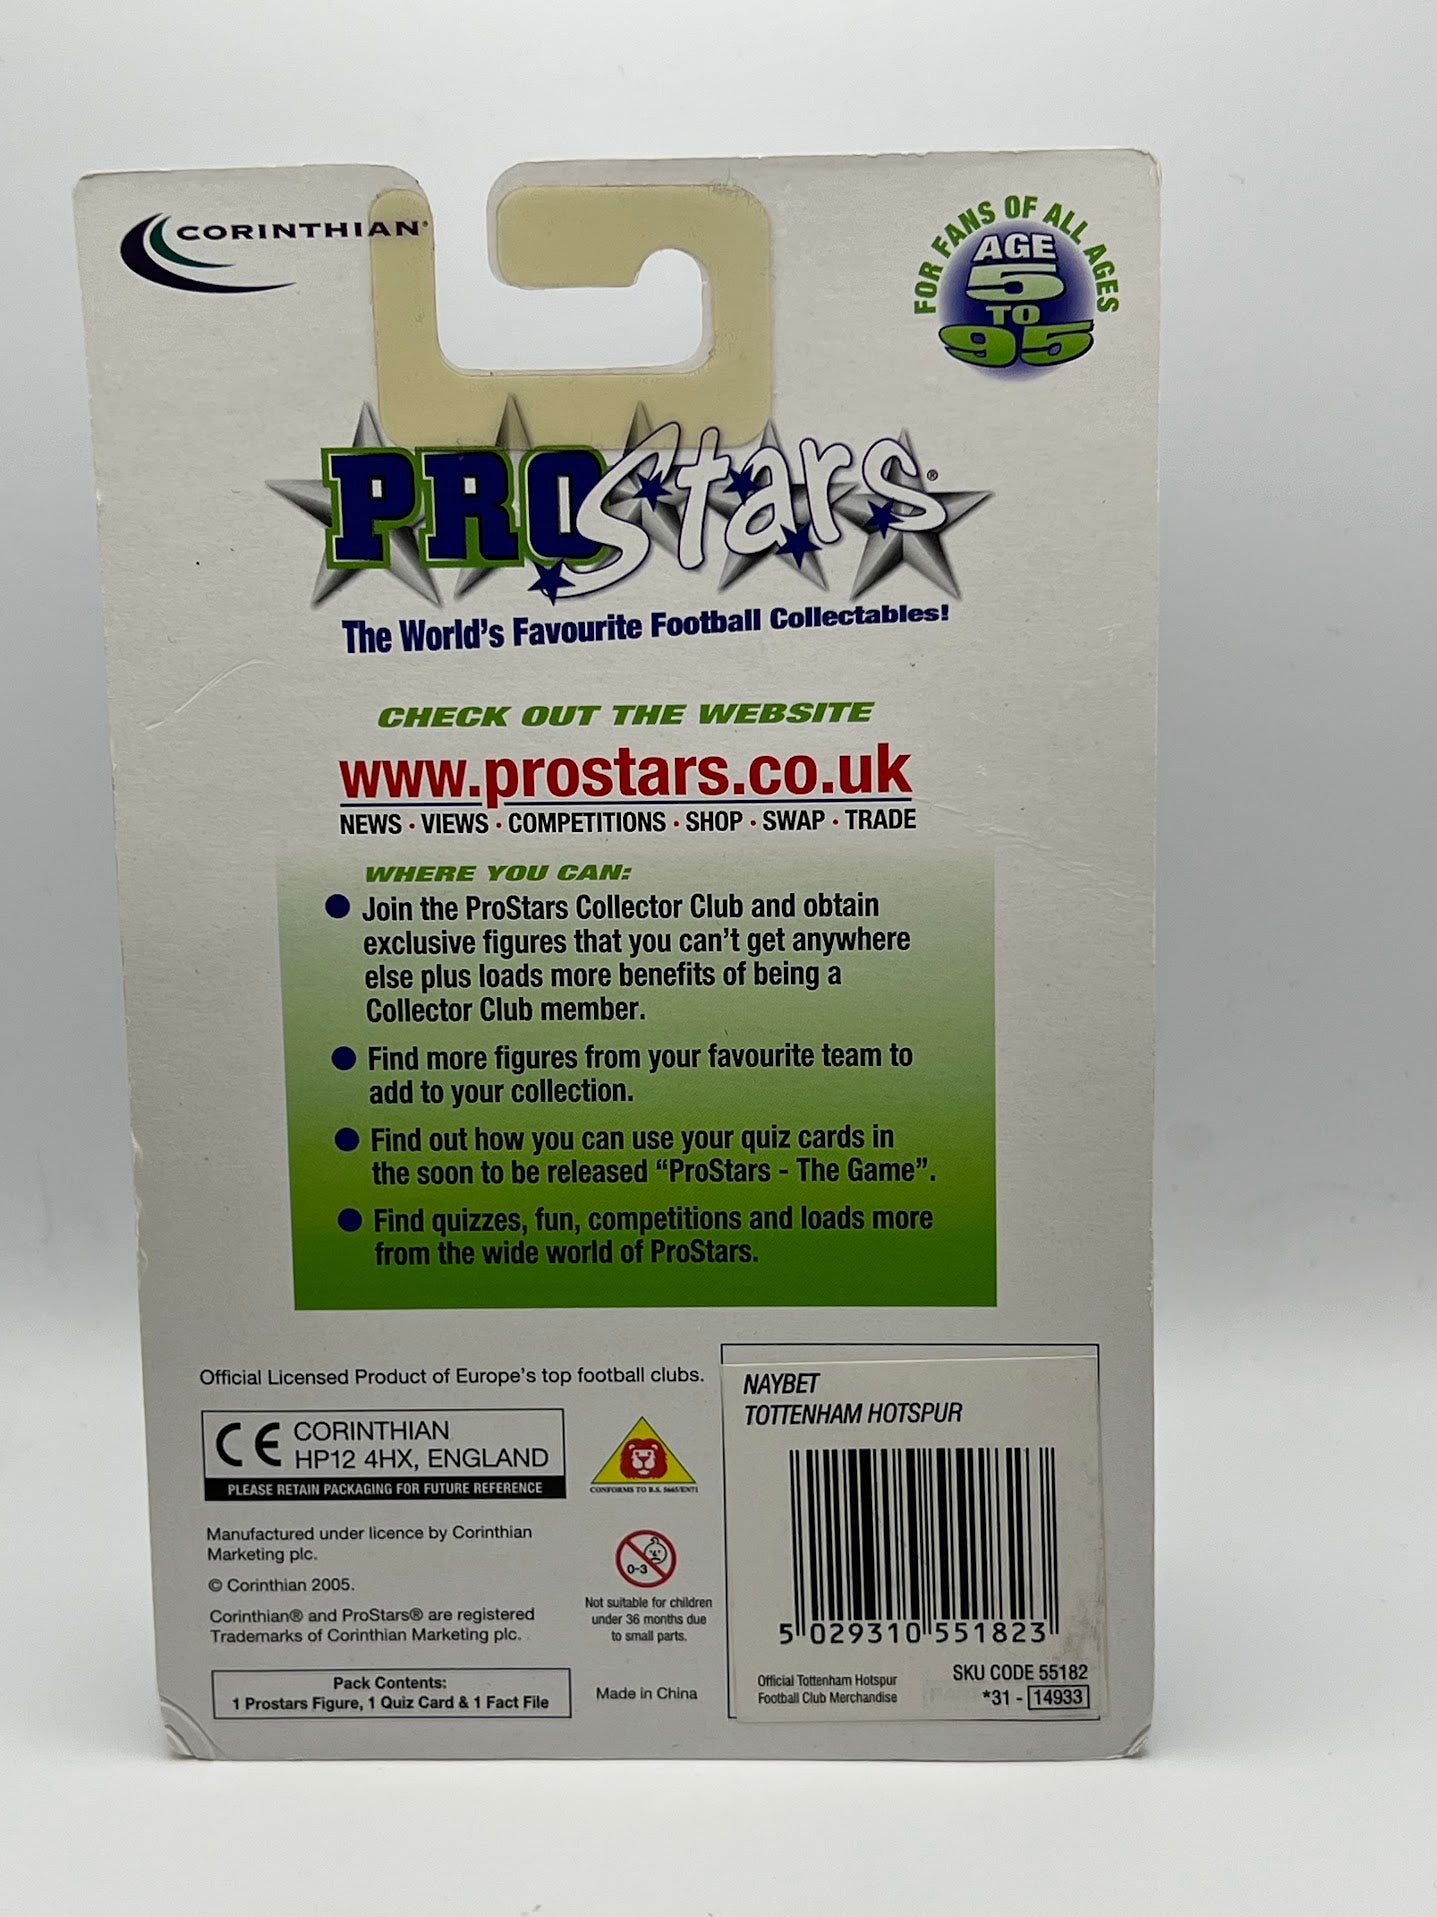 CORINTHIAN®
FOR FANS OF ALL AGES
AGE
5
TO
95
PROStars®
The World's Favourite Football Collectables!
CHECK OUT THE WEBSITE
www.prostars.co.uk
NEWS · VIEWS · COMPETITIONS · SHOP · SWAP · TRADE
WHERE YOU CAN:
● Join the ProStars Collector Club and obtain
exclusive figures that you can't get anywhere
else plus loads more benefits of being a
Collector Club member.
● Find more figures from your favourite team to
add to your collection.
● Find out how you can use your quiz cards in
the soon to be released “ProStars - The Game”.
● Find quizzes, fun, competitions and loads more
from the wide world of ProStars.
Official Licensed Product of Europe's top football clubs.
CE CORINTHIAN
HP12 4HX, ENGLAND
PLEASE RETAIN PACKAGING FOR FUTURE REFERENCE
Manufactured under licence by Corinthian
Marketing plc.
© Corinthian 2005.
Corinthian® and ProStars® are registered
Trademarks of Corinthian Marketing plc.
Pack Contents:
1 Prostars Figure, 1 Quiz Card & 1 Fact File
CONFORMS TO B.S. 5665/EN71
0-3
Not suitable for children
under 36 months due
to small parts.
Made in China
NAYBET
TOTTENHAM HOTSPUR
5 029310 551823
Official Tottenham Hotspur
Football Club Merchandise
SKU CODE 55182
*31 - 14933